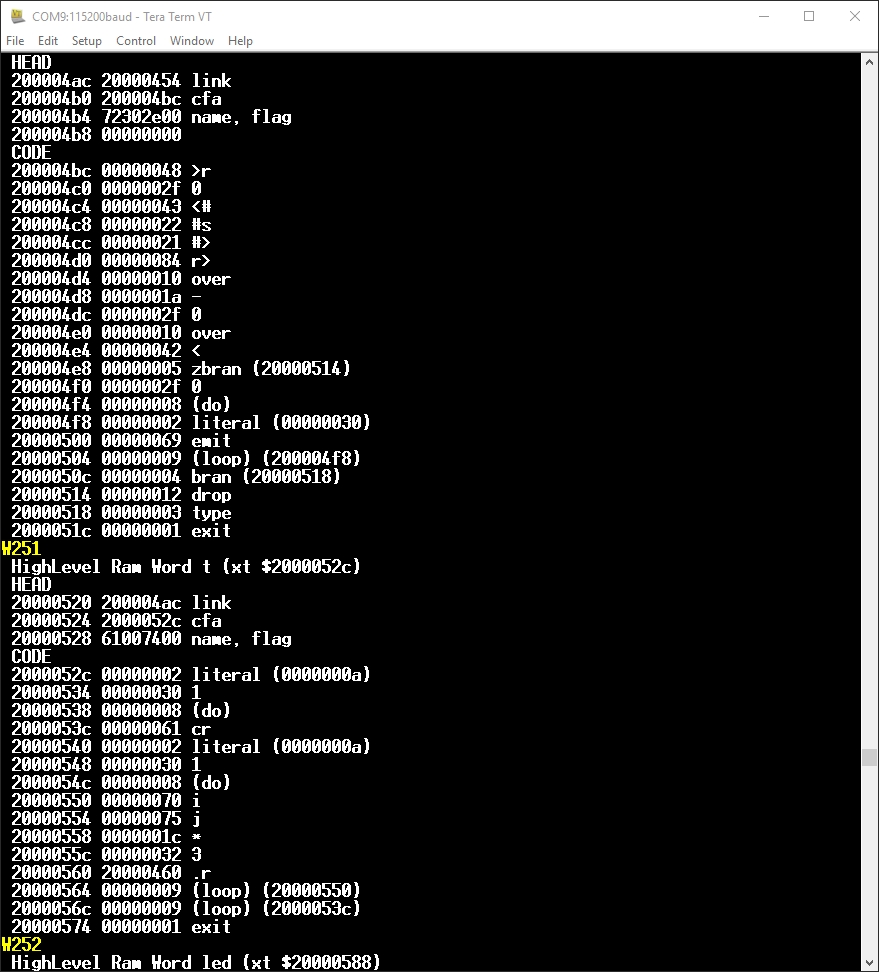 COM9:115200baud - Tera Term VT
File Edit Setup Control Window Help
HEAD
200004ac 20000454 link
200004b0 200004bc cfa
200004b4 72302e00 name, flag
200004b8 00000000
CODE
200004bc 00000048 >r
200004c0 0000002f 0
200004c4 00000043 <#
200004c8 00000022 #s
200004cc 00000021 #>
200004d0 00000084 r>
200004d4 00000010 over
200004d8 0000001a -
200004dc 0000002f 0
200004e0 00000010 over
200004e4 00000042 <
200004e8 00000005 zbran (20000514)
200004f0 0000002f 0
200004f4 00000008 (do)
200004f8 00000002 literal (00000030)
20000500 00000069 emit
20000504 00000009 (loop) (200004f8)
2000050c 00000004 bran (20000518)
20000514 00000012 drop
20000518 00000003 type
2000051c 00000001 exit
W251
HighLevel Ram Word t (xt $2000052c)
HEAD
20000520 200004ac link
20000524 2000052c cfa
20000528 61007400 name, flag
CODE
2000052c 00000002 literal (0000000a)
20000534 00000030 1
20000538 00000008 (do)
2000053c 00000061 cr
20000540 00000002 literal (0000000a)
20000548 00000030 1
2000054c 00000008 (do)
20000550 00000070 i
20000554 00000075 j
20000558 0000001c *
2000055c 00000032 3
20000560 20000460 .r
20000564 00000009 (loop) (20000550)
2000056c 00000009 (loop) (2000053c)
20000574 00000001 exit
W252
HighLevel Ram Word led (xt $20000588)